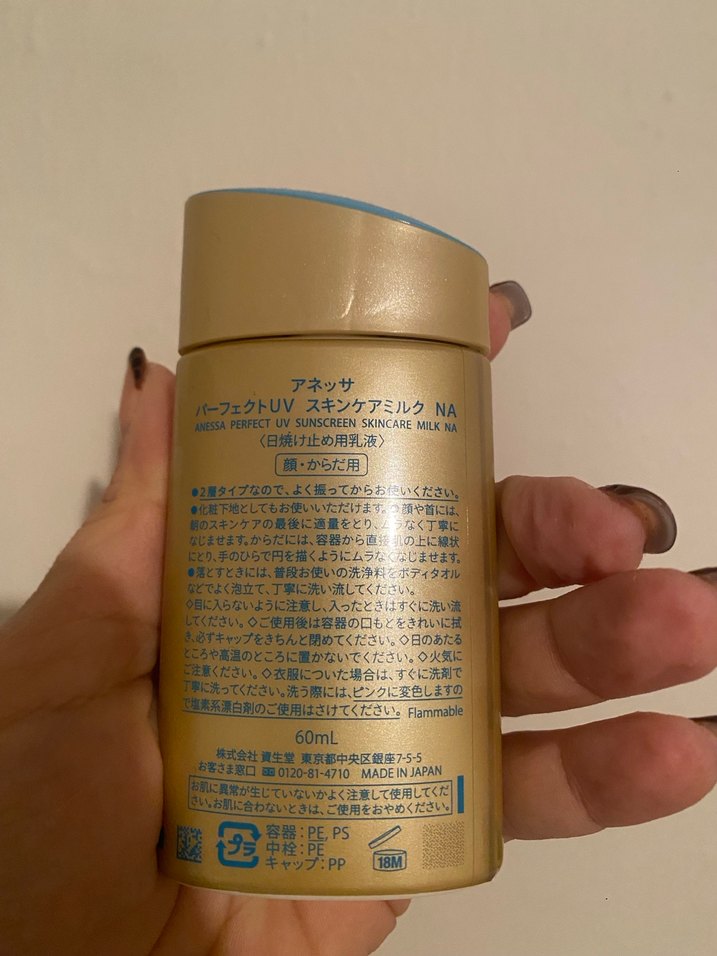 アネッサ
パーフェクトUV スキンケアミルク NA
ANESSA PERFECT UV SUNSCREEN SKINCARE MILK NA
〈日焼け止め用乳液〉
顔・からだ用
●2層タイプなので、よく振ってからお使いください。
●化粧下地としてもお使いいただけます。●顔や首には、
朝のスキンケアの最後に適量をとり、ムラなく丁寧に
なじませます。からだには、容器から直接肌の上に線状
にとり、手のひらで円を描くようにムラなくなじませます。
●落とすときには、普段お使いの洗浄料をボディタオル
などでよく泡立て、丁寧に洗い流してください。
◇目に入らないように注意し、入ったときはすぐに洗い流
してください。◇ご使用後は容器の口もとをきれいに拭
き、必ずキャップをきちんと閉めてください。◇日のあたる
ところや高温のところに置かないでください。◇火気に
ご注意ください。◇衣服についた場合は、すぐに洗剤で
丁寧に洗ってください。洗う際には、ピンクに変色しますの
で塩素系漂白剤のご使用はさけてください。 Flammable
60mL
株式会社 資生堂 東京都中央区銀座7-5-5
お客さま窓口 0120-81-4710 MADE IN JAPAN
お肌に異常が生じていないかよく注意して使用してくだ
さい。お肌に合わないときは、ご使用をおやめください。
プラ
容器:PE, PS
中栓:PE
キャップ:PP
18M